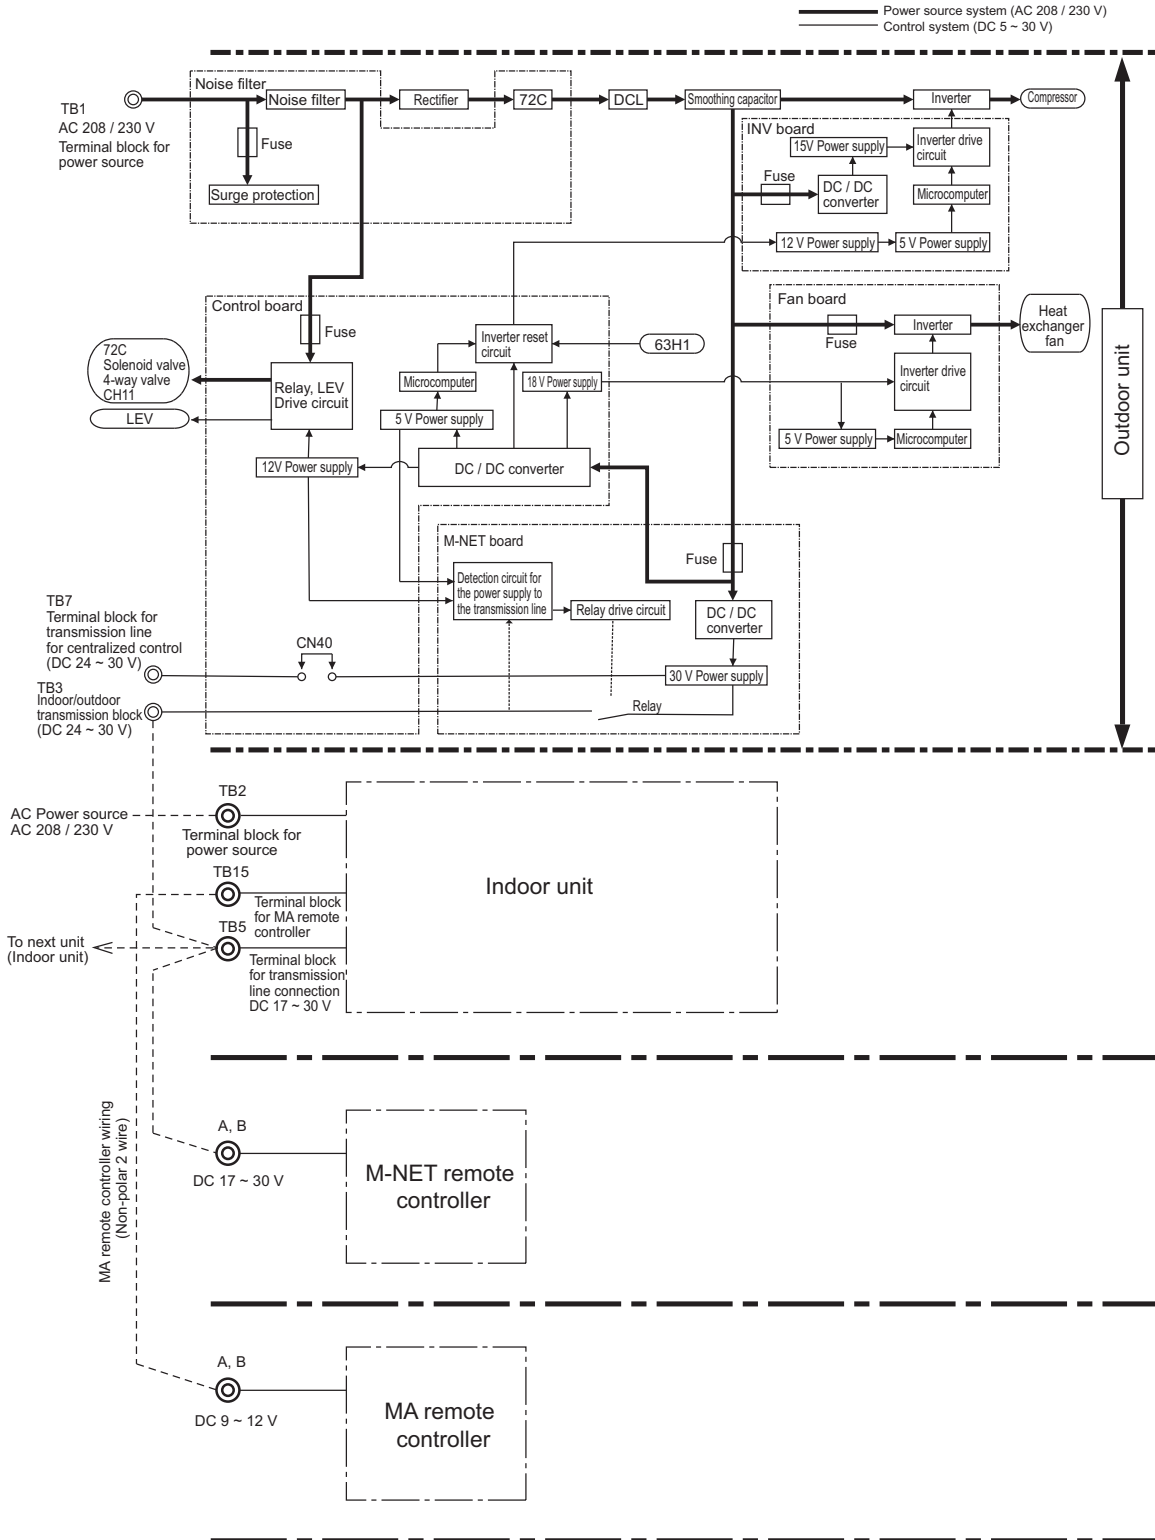 Power source system (AC 208 / 230 V)
Control system (DC 5 ~ 30 V)
Noise filter
TB1
AC 208 / 230 V
Terminal block for
power source
Noise filter
Rectifier
72C
DCL
Smoothing capacitor
Inverter
Compressor
Fuse
Surge protection
INV board
15V Power supply
Inverter drive
circuit
Fuse
DC / DC
converter
Microcomputer
12 V Power supply
5 V Power supply
Control board
Fuse
Inverter reset
circuit
63H1
72C
Solenoid valve
4-way valve
CH11
LEV
Relay, LEV
Drive circuit
Microcomputer
18 V Power supply
5 V Power supply
12V Power supply
DC / DC converter
Fan board
Fuse
Inverter
Heat
exchanger
fan
Inverter drive
circuit
5 V Power supply
Microcomputer
Outdoor unit
M-NET board
Fuse
Detection circuit for
the power supply to
the transmission line
Relay drive circuit
DC / DC
converter
30 V Power supply
Relay
TB7
Terminal block for
transmission line
for centralized control
(DC 24 ~ 30 V)
CN40
TB3
Indoor/outdoor
transmission block
(DC 24 ~ 30 V)
AC Power source
AC 208 / 230 V
TB2
Terminal block for
power source
TB15
Terminal block
for MA remote
controller
TB5
Terminal block
for transmission
line connection
DC 17 ~ 30 V
To next unit
(Indoor unit)
Indoor unit
MA remote controller wiring
(Non-polar 2 wire)
A, B
DC 17 ~ 30 V
M-NET remote
controller
A, B
DC 9 ~ 12 V
MA remote
controller